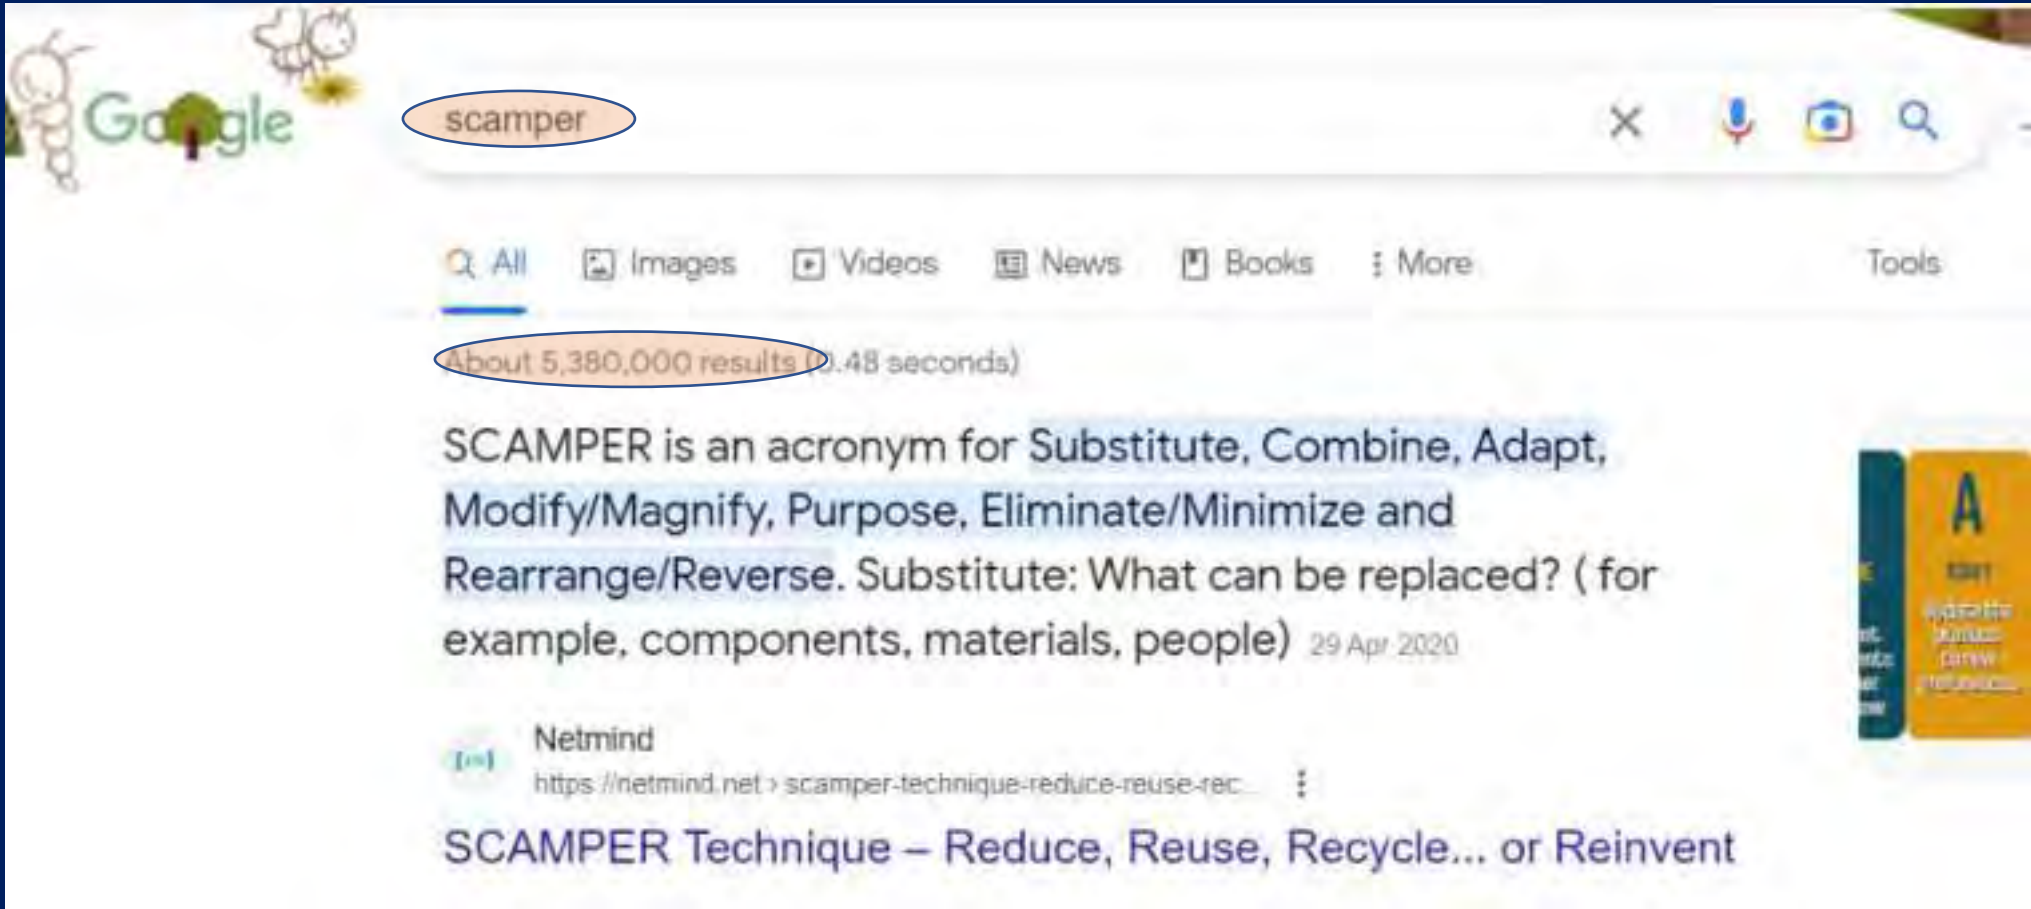 Google
scamper
All Images Videos News Books More Tools
About 5,380,000 results (0.48 seconds)
SCAMPER is an acronym for Substitute, Combine, Adapt,
Modify/Magnify, Purpose, Eliminate/Minimize and
Rearrange/Reverse. Substitute: What can be replaced? ( for
example, components, materials, people) 29 Apr 2020
A
Netmind
https://netmind.net › scamper-technique-reduce-reuse-rec...
SCAMPER Technique – Reduce, Reuse, Recycle... or Reinvent